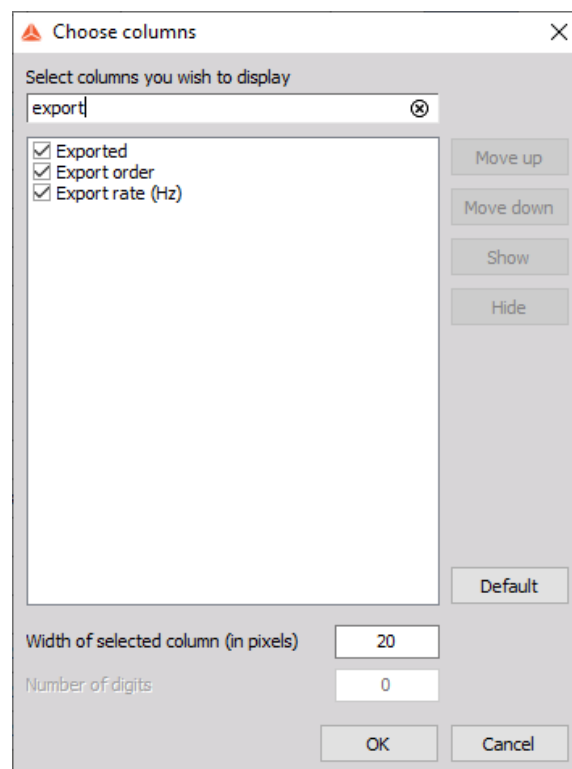 Choose columns
Select columns you wish to display
export
Exported
Export order
Export rate (Hz)
Move up
Move down
Show
Hide
Default
Width of selected column (in pixels)
20
Number of digits
0
OK
Cancel